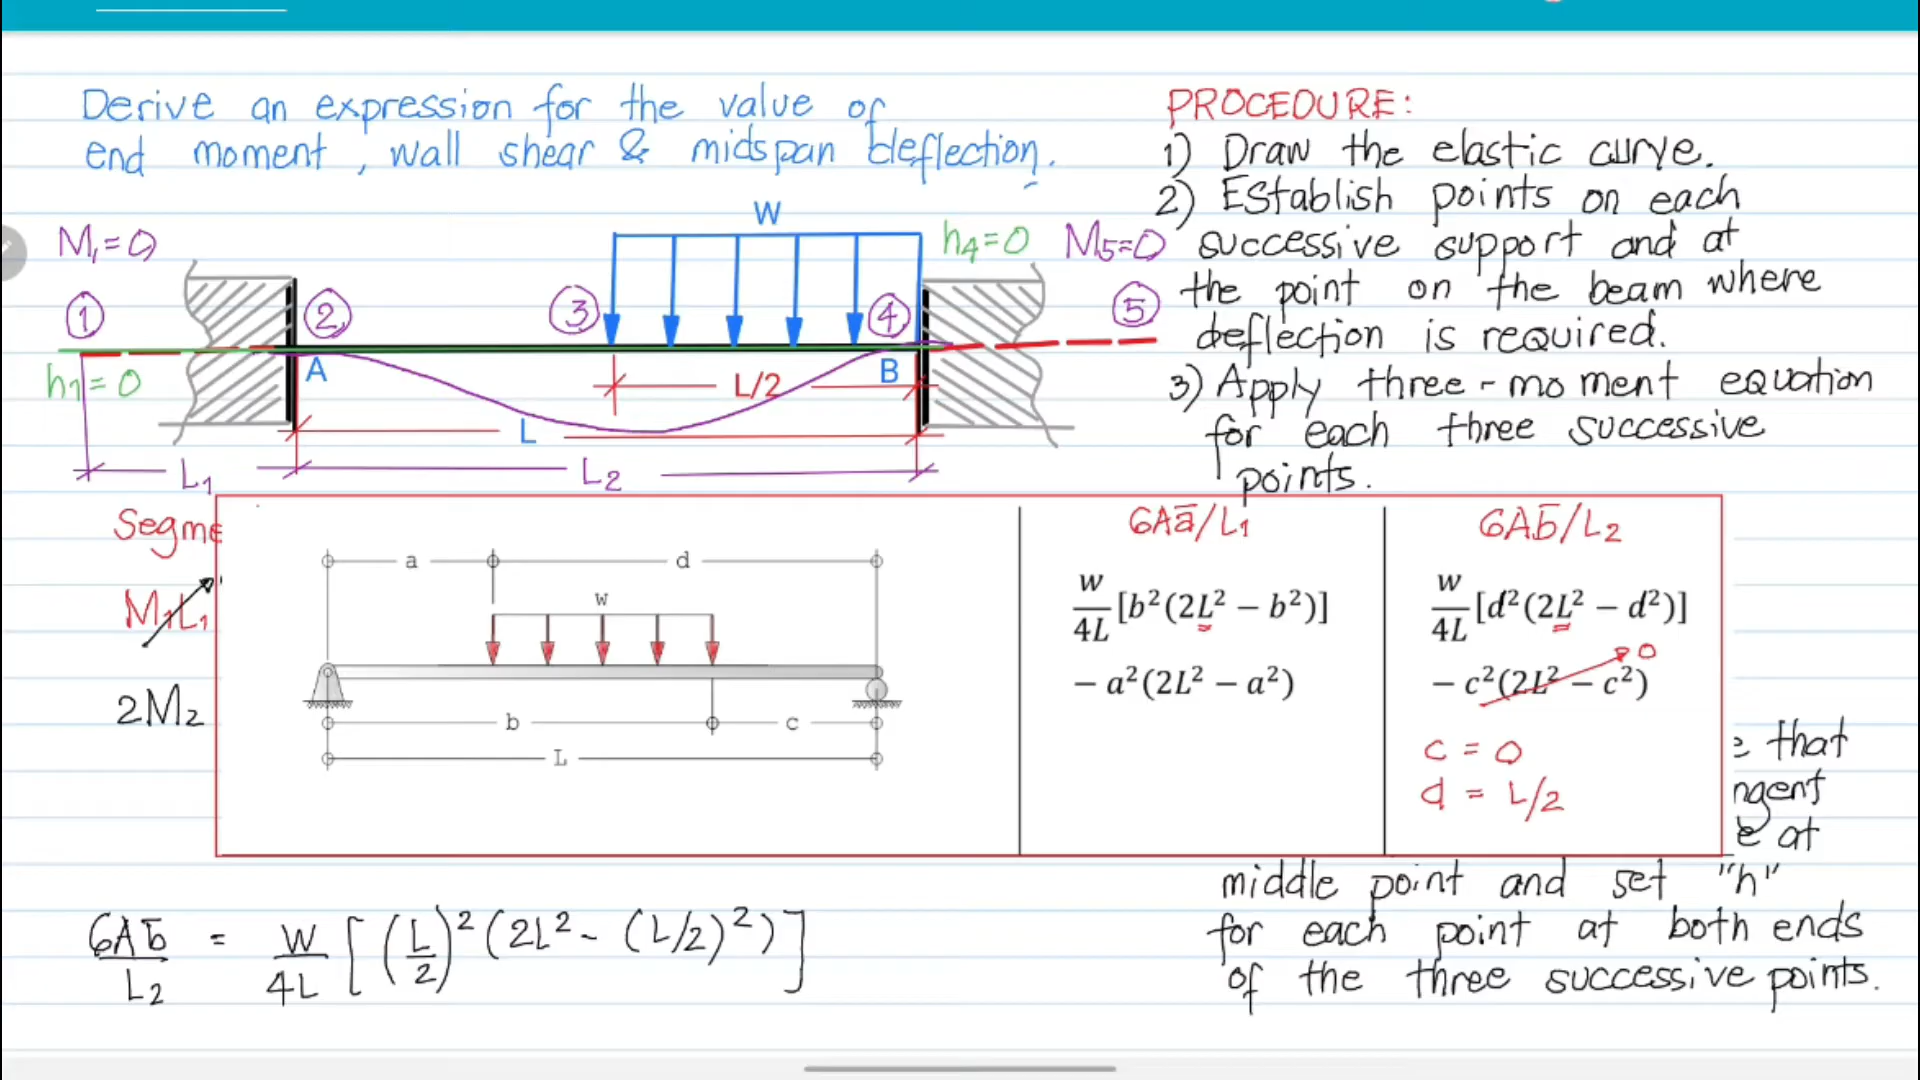 Derive an expression for the value of
end moment, wall shear & midspan deflection.
W
M₁=0
h4=0
M5=0
1
2
3
4
5
h1=0
A
B
L/2
L
L₁
L2
PROCEDURE:
1) Draw the elastic curve.
2) Establish points on each
successive support and at
the point on the beam where
deflection is required.
3) Apply three-moment equation
for each three successive
points.
Segme
M1L1
2M2
a
d
W
b
c
L
6Aa̅/L1
w/4L [b²(2L² − b²)]
− a²(2L² − a²)
6Ab̅/L2
w/4L [d²(2L² − d²)]
− c²(2L² − c²)
0
c = 0
d = L/2
e that
ngent
e at
middle point and set "h"
for each point at both ends
of the three successive points.
6Ab̅/L2 = W/4L [(L/2)²(2L² - (L/2)²)]